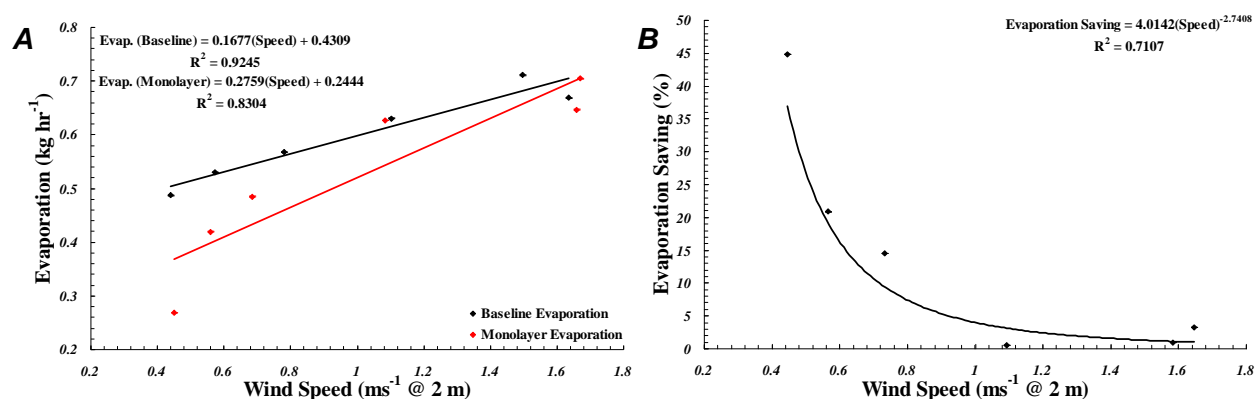 A
Evap. (Baseline) = 0.1677(Speed) + 0.4309
R² = 0.9245
Evap. (Monolayer) = 0.2759(Speed) + 0.2444
R² = 0.8304
Evaporation (kg hr⁻¹)
0.8
0.7
0.6
0.5
0.4
0.3
0.2
Baseline Evaporation
Monolayer Evaporation
0.2 0.4 0.6 0.8 1 1.2 1.4 1.6 1.8
Wind Speed (ms⁻¹ @ 2 m)
B
Evaporation Saving = 4.0142(Speed)⁻²·⁷⁴⁰⁸
R² = 0.7107
Evaporation Saving (%)
50
45
40
35
30
25
20
15
10
5
0
0.2 0.4 0.6 0.8 1 1.2 1.4 1.6 1.8
Wind Speed (ms⁻¹ @ 2 m)